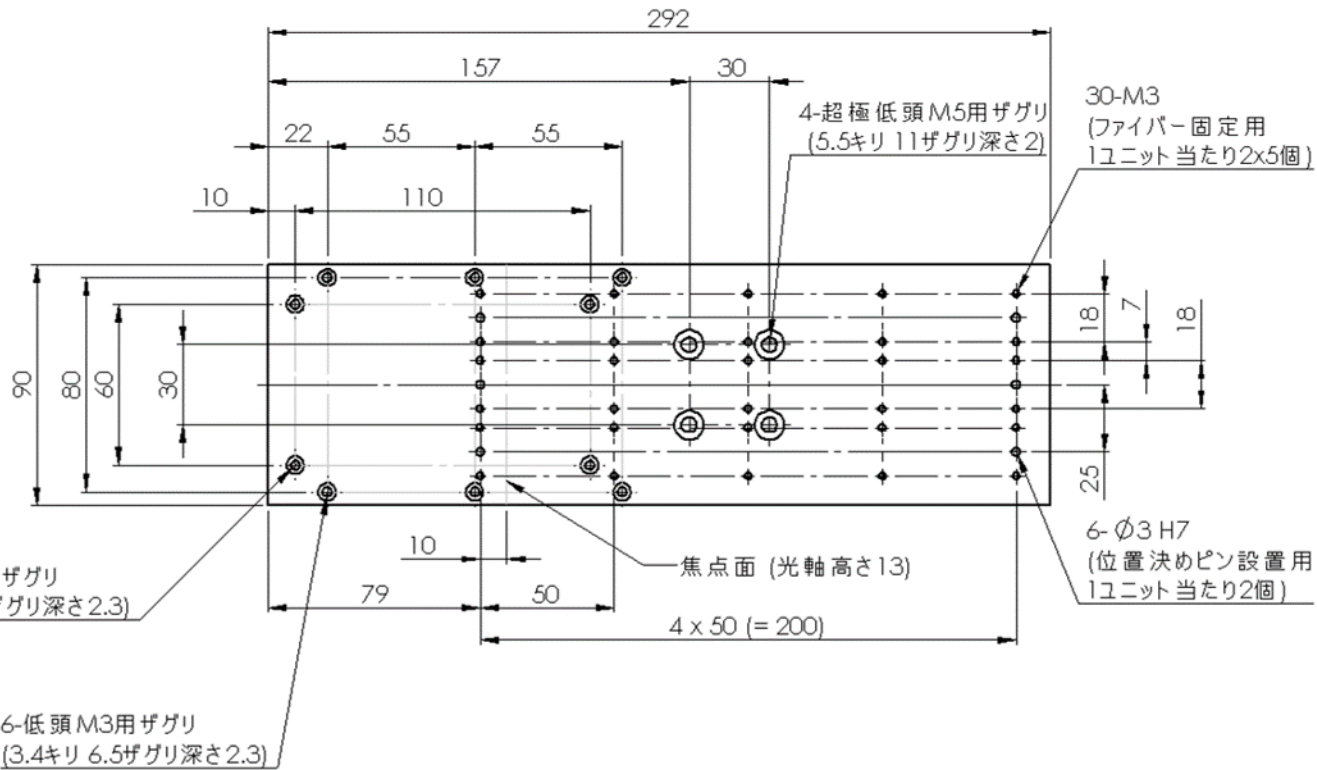 292
157
30
4-超極低頭M5用ザグリ
(5.5キリ 11ザグリ深さ2)
30-M3
(ファイバー固定用
1ユニット当たり2x5個)
22
55
55
10
110
90
80
60
30
18
7
18
25
10
焦点面 (光軸高さ13)
79
50
4 x 50 (= 200)
6-Ø3 H7
(位置決めピン設置用
1ユニット当たり2個)
ザグリ
グリ深さ2.3)
6-低頭M3用ザグリ
(3.4キリ 6.5ザグリ深さ2.3)